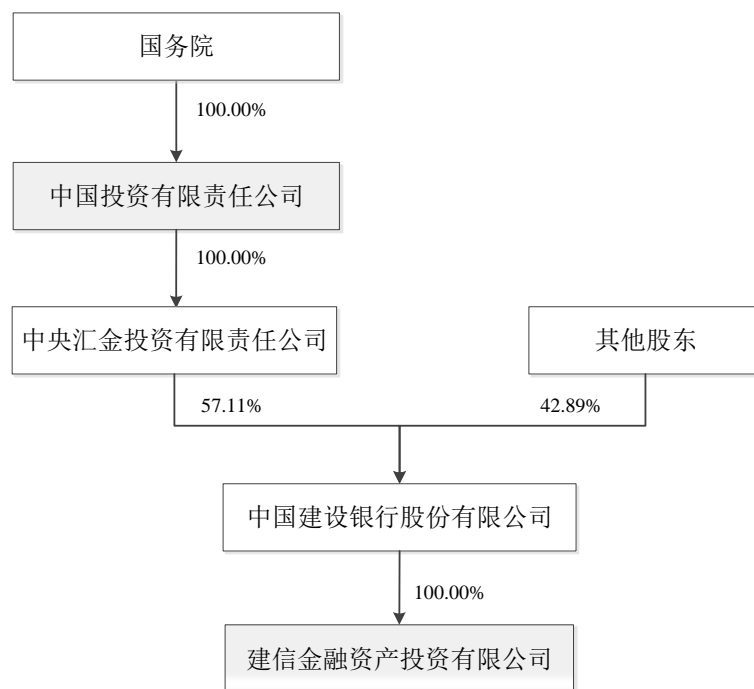 国务院
100.00%
中国投资有限责任公司
100.00%
中央汇金投资有限责任公司
其他股东
57.11%
42.89%
中国建设银行股份有限公司
100.00%
建信金融资产投资有限公司